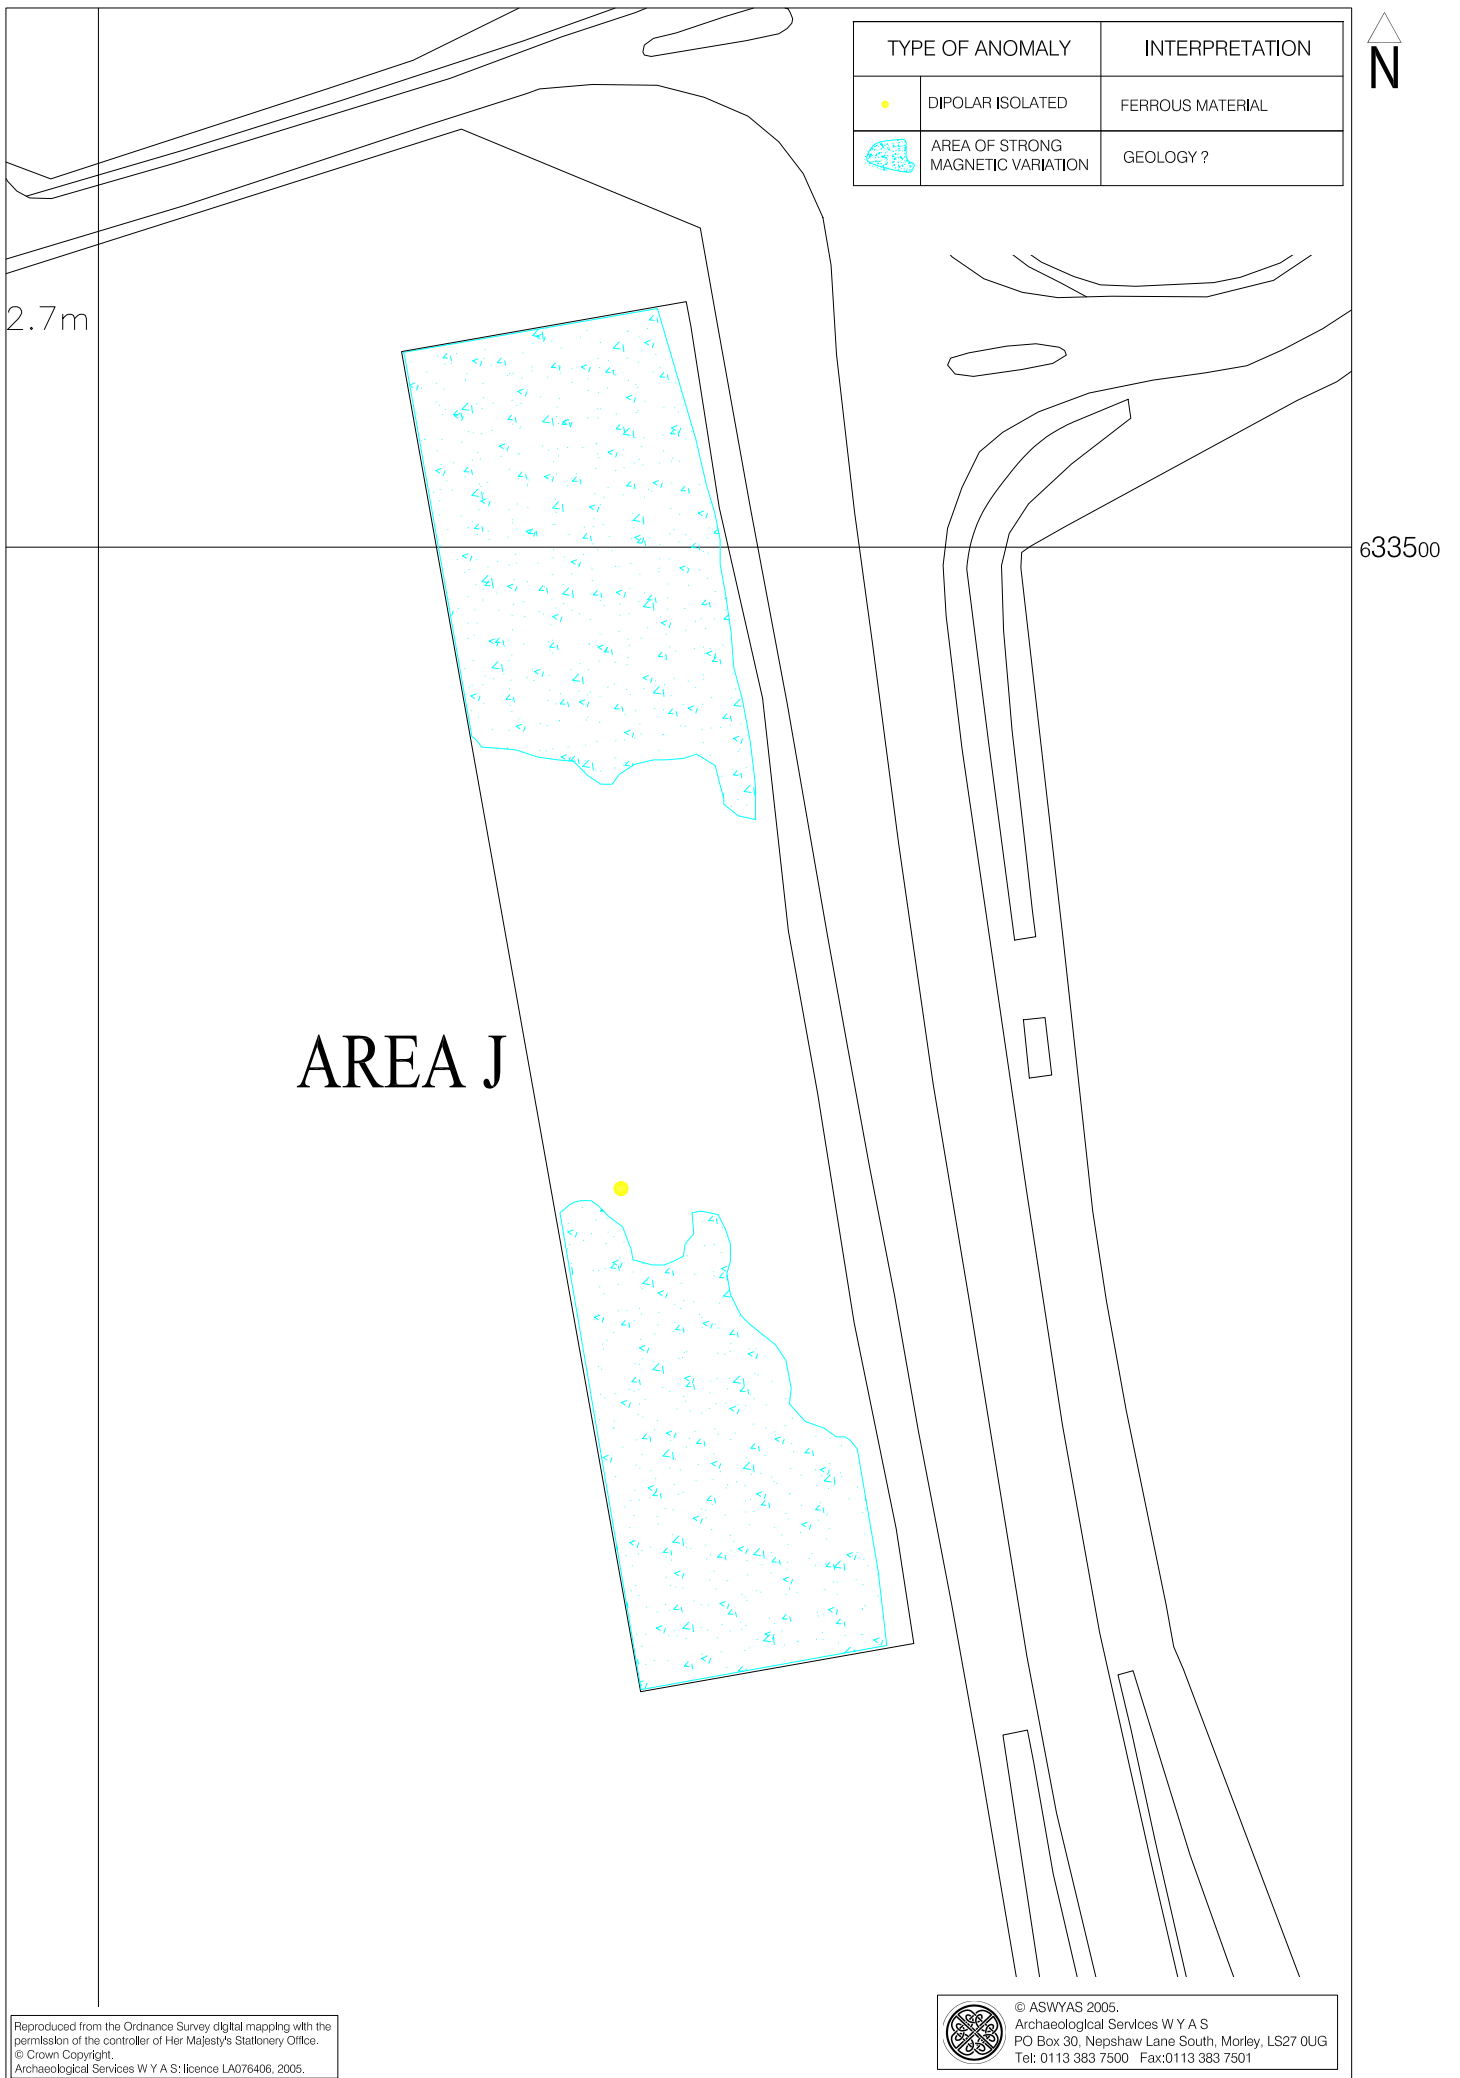 TYPE OF ANOMALY INTERPRETATION
N
DIPOLAR ISOLATED FERROUS MATERIAL
AREA OF STRONG
MAGNETIC VARIATION
GEOLOGY ?
2.7m
633500
AREA J
Reproduced from the Ordnance Survey digital mapping with the
permission of the controller of Her Majesty's Stationery Office.
© Crown Copyright.
Archaeological Services W Y A S: licence LA076406, 2005.
© ASWYAS 2005.
Archaeological Services W Y A S
PO Box 30, Nepshaw Lane South, Morley, LS27 0UG
Tel: 0113 383 7500 Fax:0113 383 7501